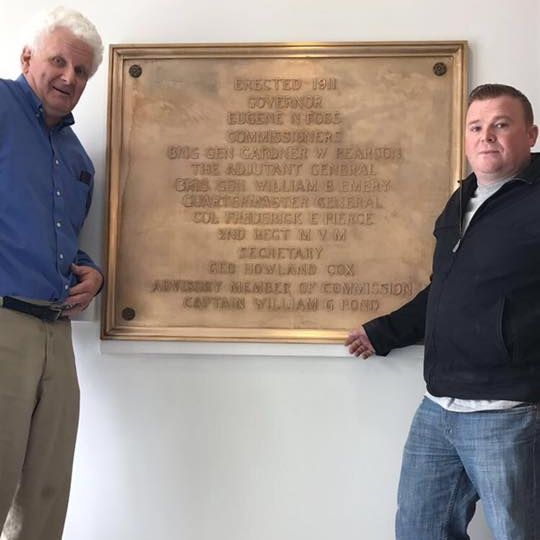 ERECTED 1911
GOVERNOR
EUGENE N FOSS
COMMISSIONERS
BRIG GEN GARDNER W PEARSON
THE ADJUTANT GENERAL
BRIG GEN WILLIAM B EMERY
QUARTERMASTER GENERAL
COL FREDERICK E PIERCE
2ND REGT M V M
SECRETARY
GEO HOWLAND COX
ADVISORY MEMBER OF COMMISSION
CAPTAIN WILLIAM G POND